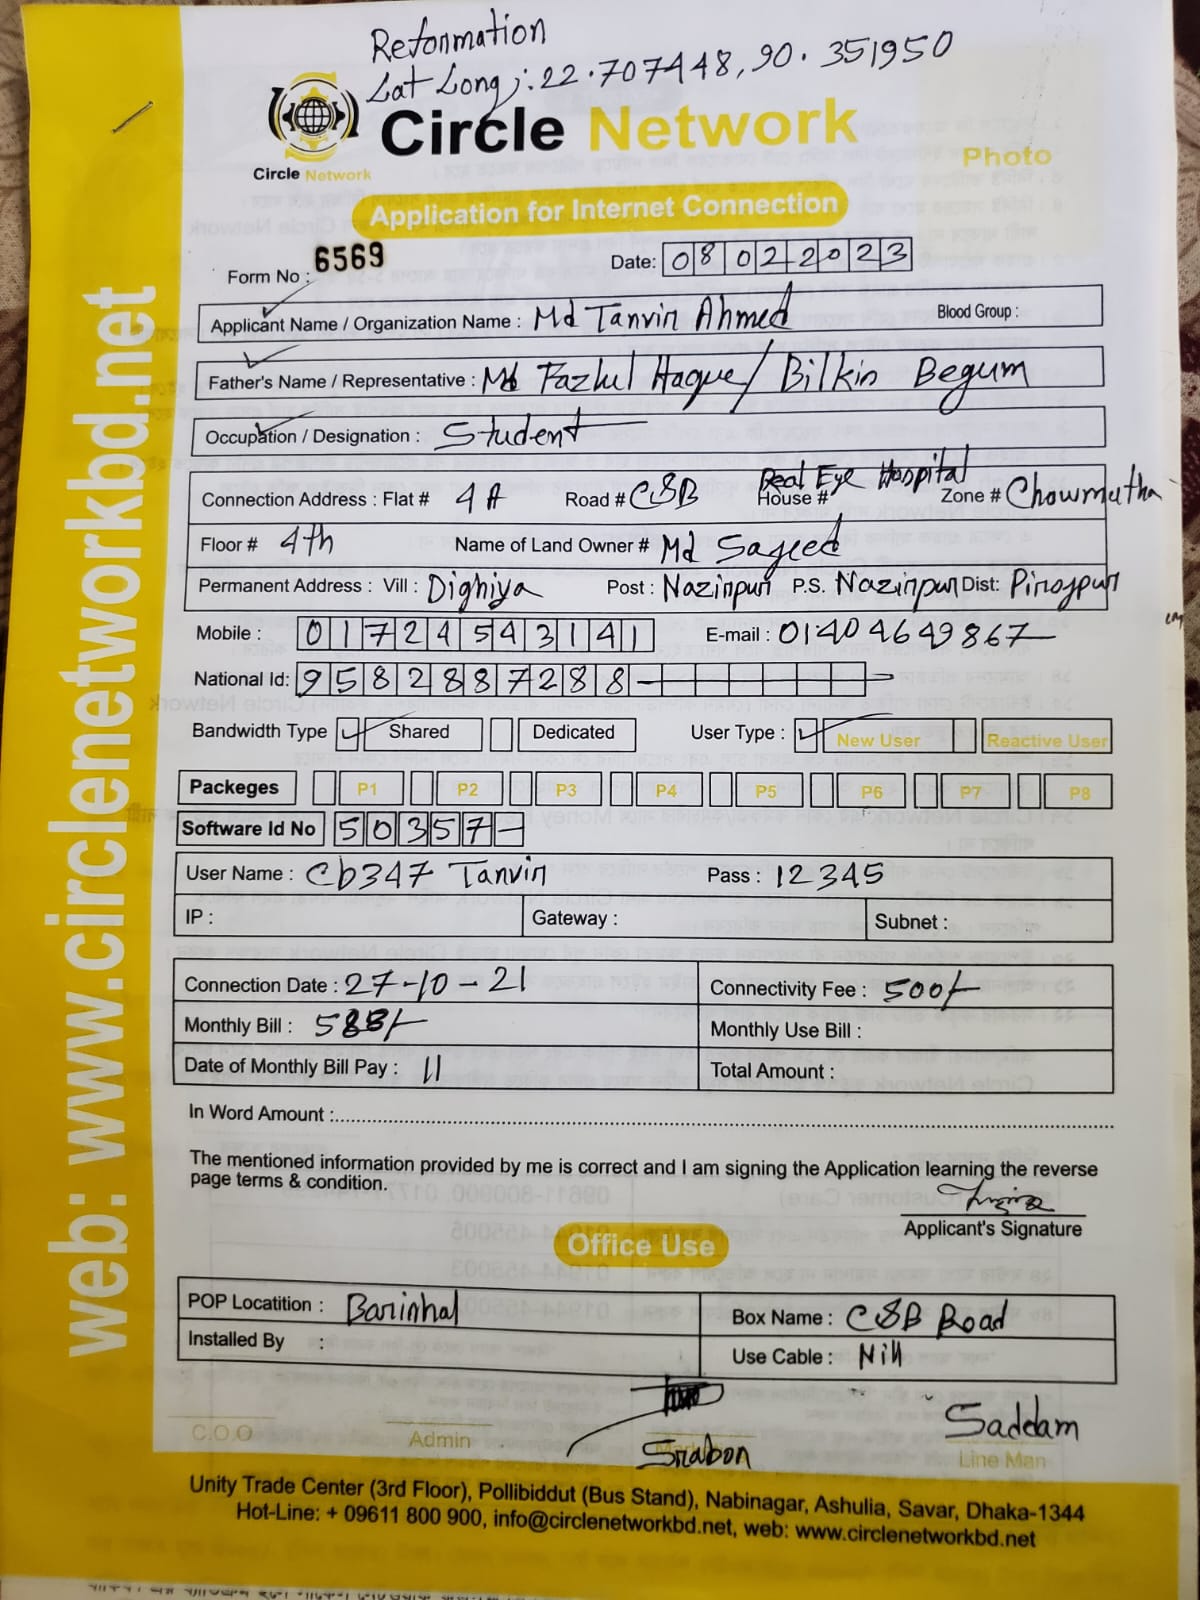 Reformation
Lat Long ;: 22.707448, 90.351950
Circle Network
Circle Network
Photo
Application for Internet Connection
Form No : 6569
Date: 08 02 2023
Applicant Name / Organization Name : Md Tanvir Ahmed Blood Group :
Father's Name / Representative : Md Fazlul Haque / Bilkis Begum
Occupation / Designation : Student
Connection Address : Flat # 4A Road # CSB House # Deal Eye Hospital Zone # Chowmatha
Floor # 4th Name of Land Owner # Md Sayeed
Permanent Address : Vill : Dighiya Post : Nazirpur P.S. Nazirpur Dist: Pirojpur
Mobile : 01724543141 E-mail : 01404649867
National Id: 9582887288
Bandwidth Type Shared Dedicated User Type : New User Reactive User
Packeges P1 P2 P3 P4 P5 P6 P7 P8
Software Id No 50357
User Name : Cb347 Tanvir Pass : 12345
IP : Gateway : Subnet :
Connection Date : 27-10-21 Connectivity Fee : 500/-
Monthly Bill : Monthly Use Bill :
Date of Monthly Bill Pay : 11 Total Amount :
In Word Amount :
The mentioned information provided by me is correct and I am signing the Application learning the reverse
page terms & condition.
Applicant's Signature
Office Use
POP Locatition : Barishal Box Name : CSB Road
Installed By : Use Cable : Nill
Srabon Saddam
C.O.O Admin Line Man
Unity Trade Center (3rd Floor), Pollibiddut (Bus Stand), Nabinagar, Ashulia, Savar, Dhaka-1344
Hot-Line: + 09611 800 900, info@circlenetworkbd.net, web: www.circlenetworkbd.net
web: www.circlenetworkbd.net